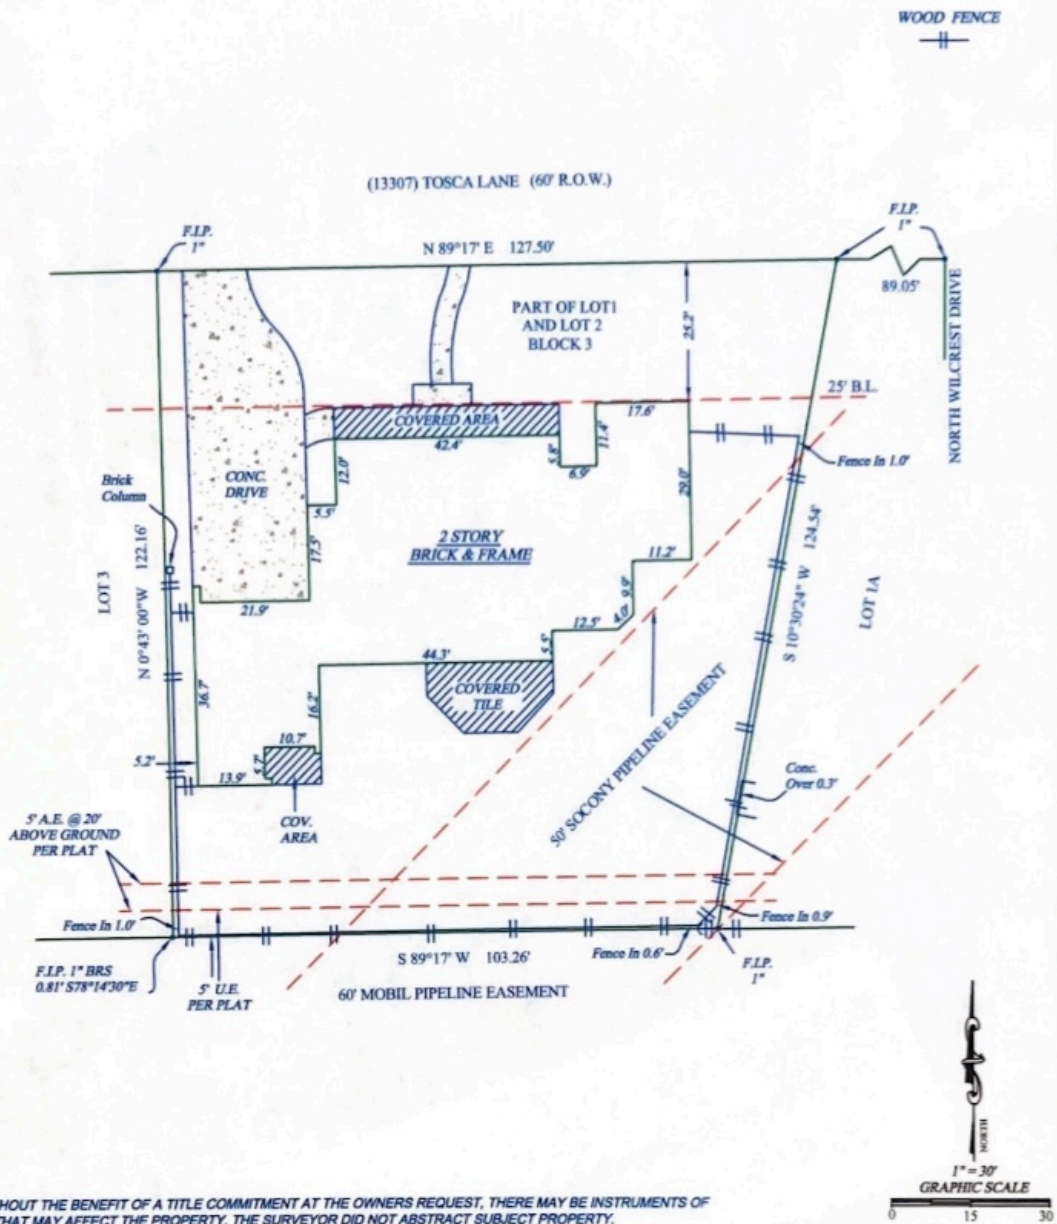 WOOD FENCE
(13307) TOSCA LANE (60' R.O.W.)
F.I.P.
1"
F.I.P.
1"
N 89°17' E 127.50'
89.05'
NORTH WILCREST DRIVE
PART OF LOT1
AND LOT 2
BLOCK 3
25.2'
25' B.L.
COVERED AREA
17.6'
42.4'
11.4'
5.8'
6.9'
Fence In 1.0'
12.0'
CONC.
DRIVE
Brick
Column
29.0'
5.5'
2 STORY
BRICK & FRAME
17.5'
S 10°30'24" W 124.54'
N 0°43' 00"W 122.16'
LOT 3
LOT 1A
11.2'
9.9'
21.9'
12.5'
4.0'
5.5'
44.3'
COVERED
TILE
36.7'
16.2'
50' SOCONY PIPELINE EASEMENT
10.7'
5.7'
5.2'
13.9'
Conc.
Over 0.3'
COV.
AREA
5' A.E. @ 20'
ABOVE GROUND
PER PLAT
Fence In 1.0'
Fence In 0.9'
Fence In 0.6'
S 89°17' W 103.26'
F.I.P. 1" BRS
0.81' S78°14'30"E
5' U.E.
PER PLAT
F.I.P.
1"
60' MOBIL PIPELINE EASEMENT
NORTH
1" = 30'
GRAPHIC SCALE
0 15 30
HOUT THE BENEFIT OF A TITLE COMMITMENT AT THE OWNERS REQUEST, THERE MAY BE INSTRUMENTS OF
THAT MAY AFFECT THE PROPERTY. THE SURVEYOR DID NOT ABSTRACT SUBJECT PROPERTY.